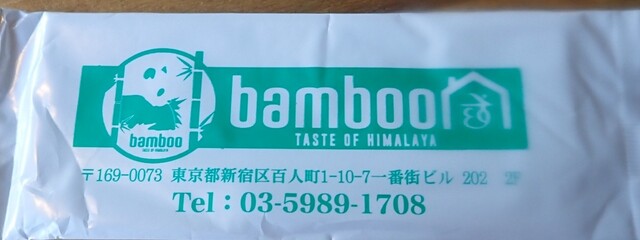 bamboo
TASTE OF HIMALAYA
bamboo
TASTE OF HIMALAYA
〒169-0073 東京都新宿区百人町1-10-7一番街ビル 202 2F
Tel：03-5989-1708